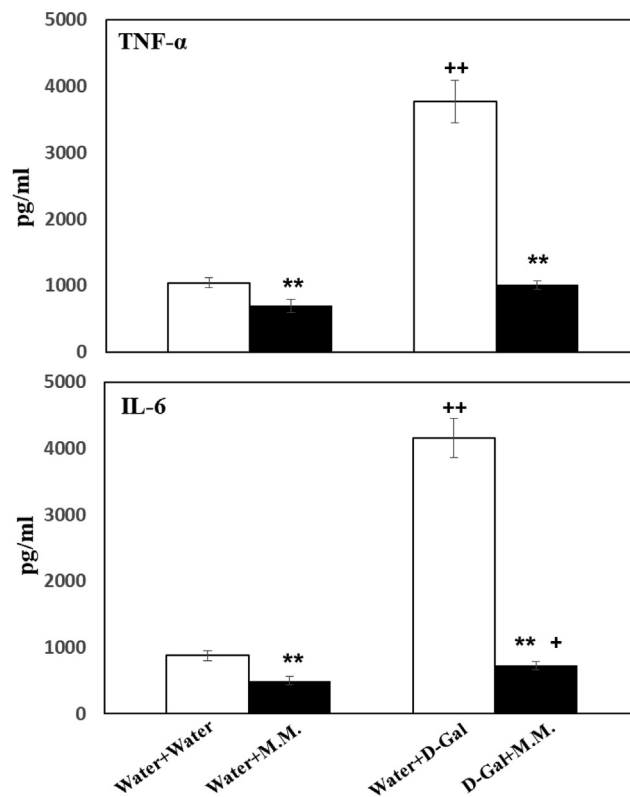 5000
TNF-α
4000
3000
2000
1000
0
pg/ml
++
**
**
5000
IL-6
4000
3000
2000
1000
0
pg/ml
++
**
** +
Water+Water
Water+M.M.
Water+D-Gal
D-Gal+M.M.